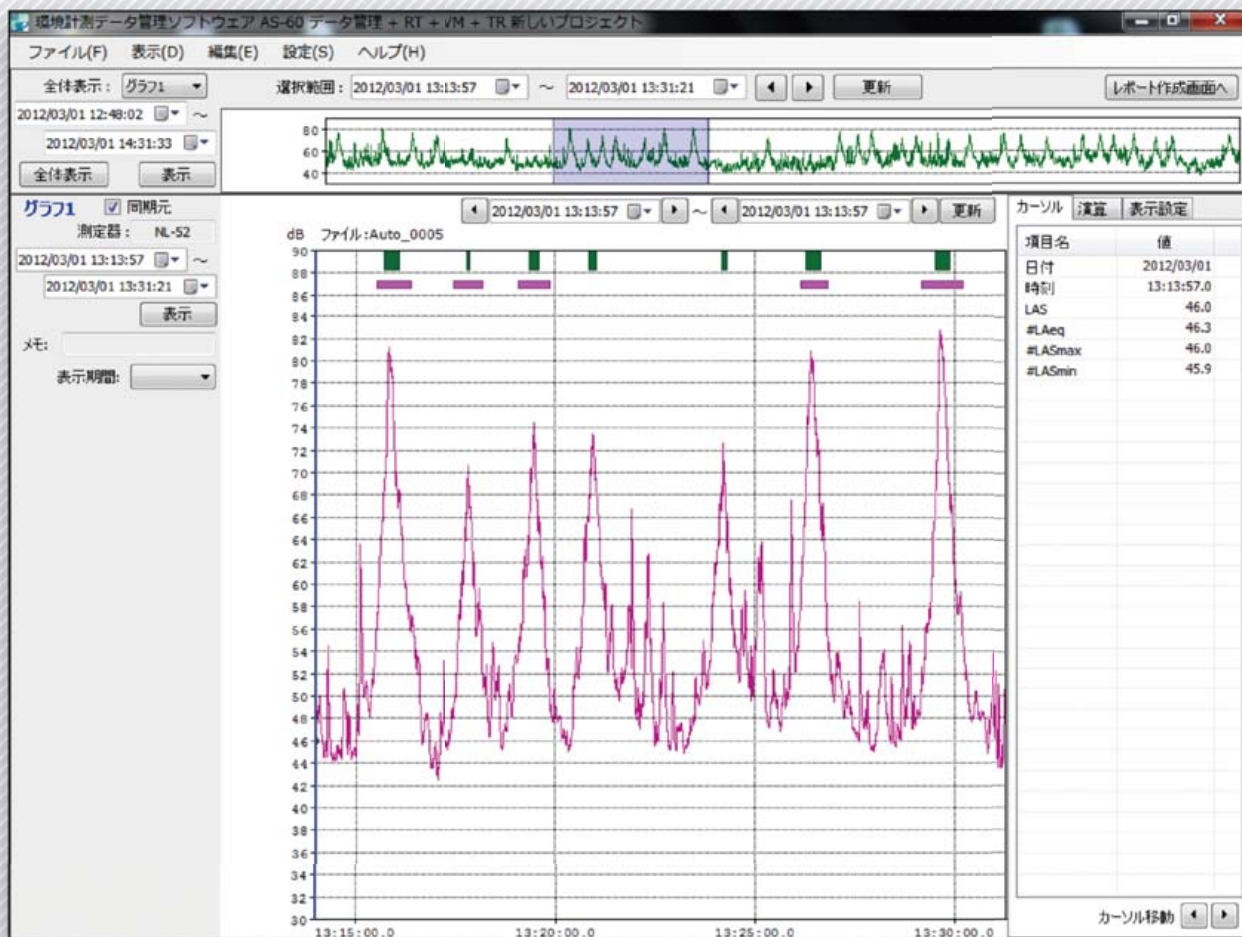 環境計測データ管理ソフトウェア AS-60 データ管理 + RT + VM + TR 新しいプロジェクト
ファイル(F) 表示(D) 編集(E) 設定(S) ヘルプ(H)
全体表示: グラフ1 選択範囲: 2012/03/01 13:13:57 ～ 2012/03/01 13:31:21 更新 レポート作成画面へ
2012/03/01 12:48:02 ～
2012/03/01 14:31:33
全体表示 表示
80
60
40
グラフ1 同期元 2012/03/01 13:13:57 ～ 2012/03/01 13:13:57 更新 カーソル 演算 表示設定
測定器: NL-52
2012/03/01 13:13:57 ～
2012/03/01 13:31:21
表示
メモ:
表示期間:
dB ファイル:Auto_0005
90
88
86
84
82
80
78
76
74
72
70
68
66
64
62
60
58
56
54
52
50
48
46
44
42
40
38
36
34
32
30
13:15:00.0 13:20:00.0 13:25:00.0 13:30:00.0
項目名 値
日付 2012/03/01
時刻 13:13:57.0
LAS 46.0
#LAeq 46.3
#LASmax 46.0
#LASmin 45.9
カーソル移動